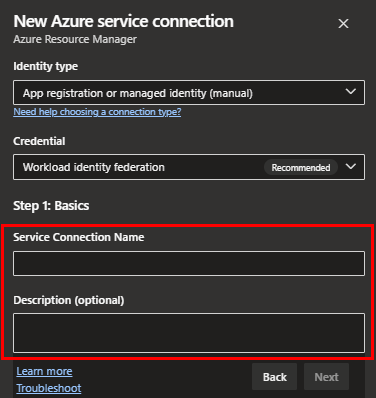 New Azure service connection
Azure Resource Manager
Identity type
App registration or managed identity (manual)
Need help choosing a connection type?
Credential
Workload identity federation Recommended
Step 1: Basics
Service Connection Name
Description (optional)
Learn more
Troubleshoot
Back Next